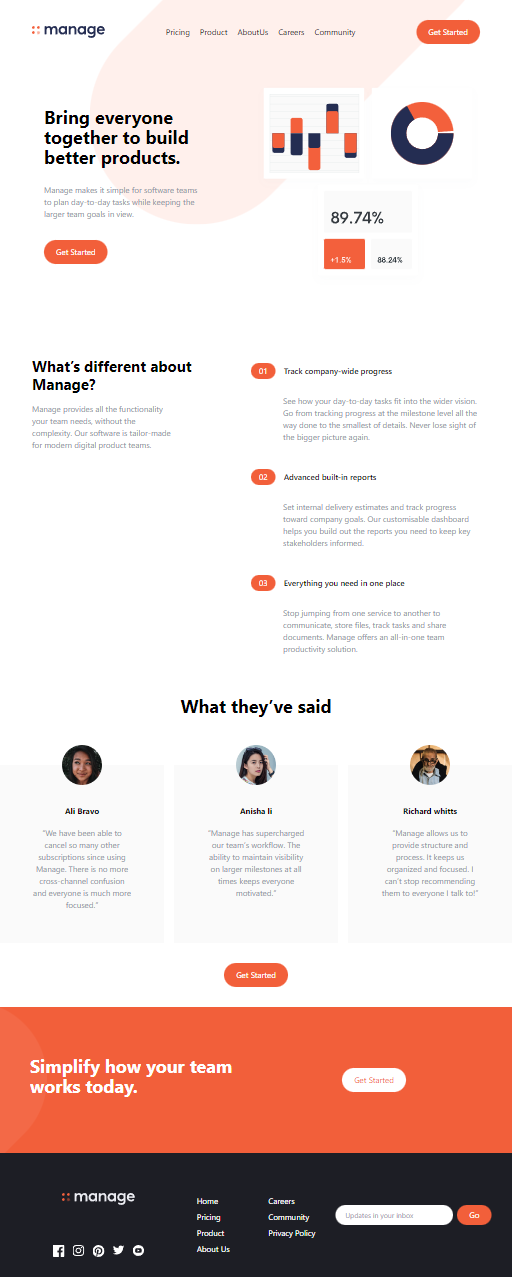 manage
Pricing Product AboutUs Careers Community
Get Started
Bring everyone
together to build
better products.
Manage makes it simple for software teams
to plan day-to-day tasks while keeping the
larger team goals in view.
Get Started
89.74%
+1.5%
88.24%
What's different about
Manage?
Manage provides all the functionality
your team needs, without the
complexity. Our software is tailor-made
for modern digital product teams.
01 Track company-wide progress
See how your day-to-day tasks fit into the wider vision.
Go from tracking progress at the milestone level all the
way done to the smallest of details. Never lose sight of
the bigger picture again.
02 Advanced built-in reports
Set internal delivery estimates and track progress
toward company goals. Our customisable dashboard
helps you build out the reports you need to keep key
stakeholders informed.
03 Everything you need in one place
Stop jumping from one service to another to
communicate, store files, track tasks and share
documents. Manage offers an all-in-one team
productivity solution.
What they've said
Ali Bravo
"We have been able to
cancel so many other
subscriptions since using
Manage. There is no more
cross-channel confusion
and everyone is much more
focused."
Anisha li
"Manage has supercharged
our team's workflow. The
ability to maintain visibility
on larger milestones at all
times keeps everyone
motivated."
Richard whitts
"Manage allows us to
provide structure and
process. It keeps us
organized and focused. I
can't stop recommending
them to everyone I talk to!"
Get Started
Simplify how your team
works today.
Get Started
manage
Home
Pricing
Product
About Us
Careers
Community
Privacy Policy
Updates in your inbox
Go